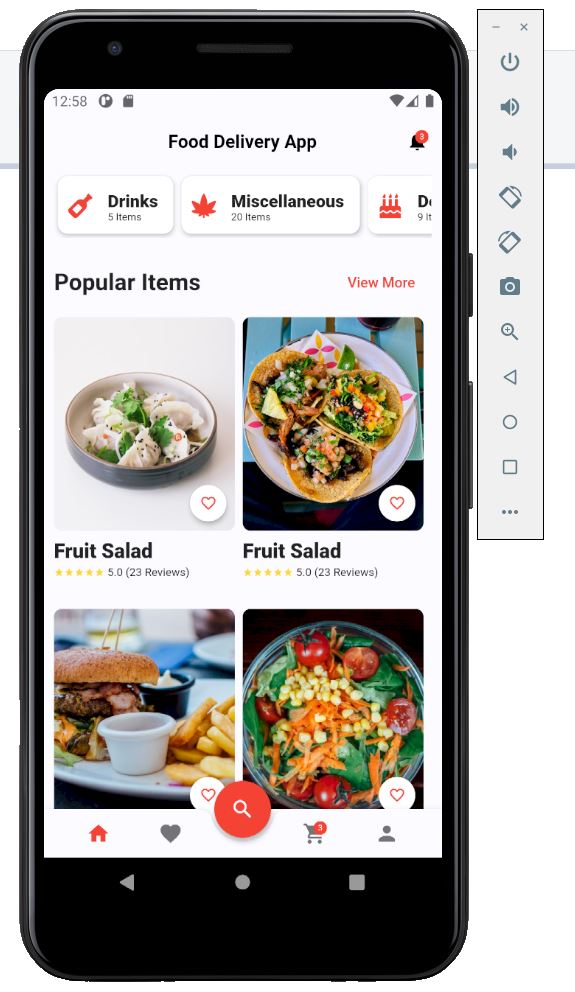 12:58
Food Delivery App
3
Drinks
5 Items
Miscellaneous
20 Items
De
9 It
Popular Items
View More
Fruit Salad
5.0 (23 Reviews)
Fruit Salad
5.0 (23 Reviews)
3